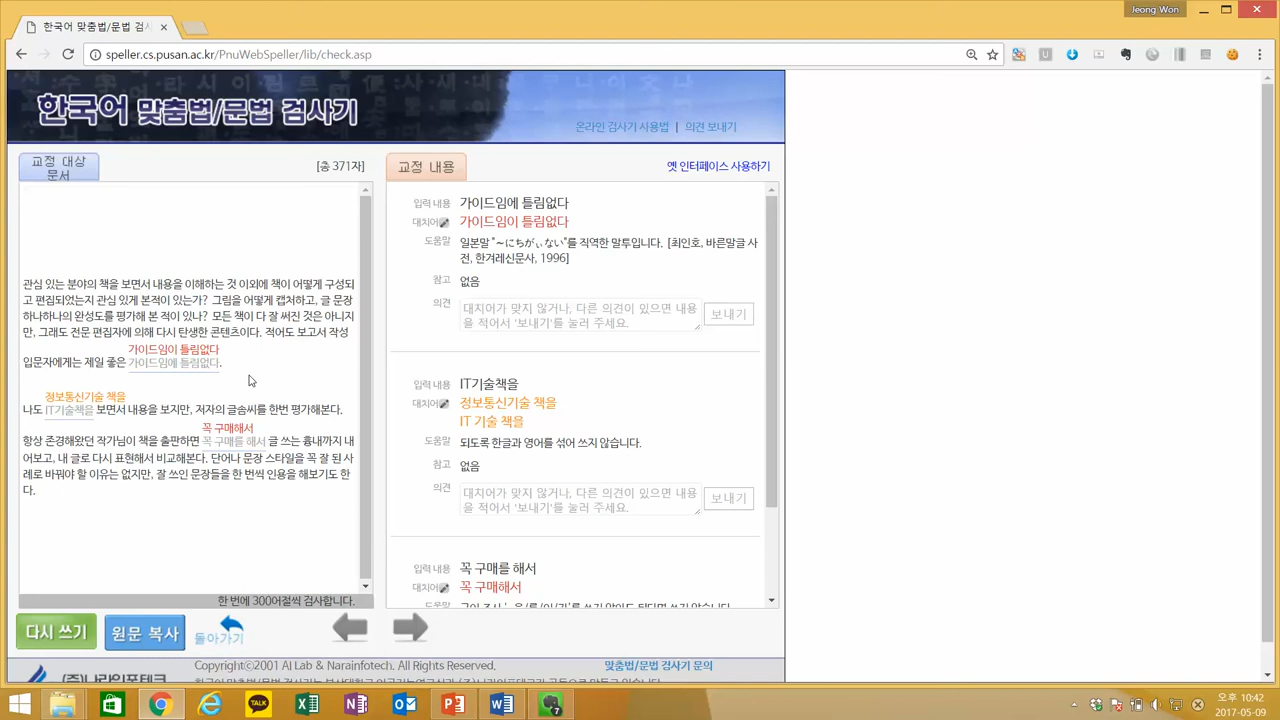 Jeong Won
한국어 맞춤법/문법 검사
speller.cs.pusan.ac.kr/PnuWebSpeller/lib/check.asp
한국어 맞춤법/문법 검사기
온라인 검사기 사용법 | 의견 보내기
교정 대상
문서
[총 371자]
교정 내용
옛 인터페이스 사용하기
관심 있는 분야의 책을 보면서 내용을 이해하는 것 이외에 책이 어떻게 구성되
고 편집되었는지 관심 있게 본적이 있는가? 그림을 어떻게 캡처하고, 글 문장
하나하나의 완성도를 평가해 본 적이 있나? 모든 책이 다 잘 써진 것은 아니지
만, 그래도 전문 편집자에 의해 다시 탄생한 콘텐츠이다. 적어도 보고서 작성
가이드임이 틀림없다
입문자에게는 제일 좋은 가이드임에 틀림없다.
정보통신기술 책을
나도 IT기술책을 보면서 내용을 보지만, 저자의 글솜씨를 한번 평가해본다.
꼭 구매해서
항상 존경해왔던 작가님이 책을 출판하면 꼭 구매를 해서 글 쓰는 흉내까지 내
어보고, 내 글로 다시 표현해서 비교해본다. 단어나 문장 스타일을 꼭 잘 된 사
례로 바꿔야 할 이유는 없지만, 잘 쓰인 문장들을 한 번씩 인용을 해보기도 한
다.
한 번에 300어절씩 검사합니다.
입력 내용 가이드임에 틀림없다
대치어 가이드임이 틀림없다
도움말 일본말 "~にちがぃない"를 직역한 말투입니다. [최인호, 바른말글 사
전, 한겨레신문사, 1996]
참고 없음
의견 대치어가 맞지 않거나, 다른 의견이 있으면 내용
을 적어서 '보내기'를 눌러 주세요.
보내기
입력 내용 IT기술책을
대치어 정보통신기술 책을
IT 기술 책을
도움말 되도록 한글과 영어를 섞어 쓰지 않습니다.
참고 없음
의견 대치어가 맞지 않거나, 다른 의견이 있으면 내용
을 적어서 '보내기'를 눌러 주세요.
보내기
입력 내용 꼭 구매를 해서
대치어 꼭 구매해서
다시 쓰기
원문 복사
돌아가기
Copyrightⓒ2001 AI Lab & Narainfotech. All Rights Reserved.
맞춤법/문법 검사기 문의
(주)나라인포테크
TALK
오후 10:42
2017-05-09